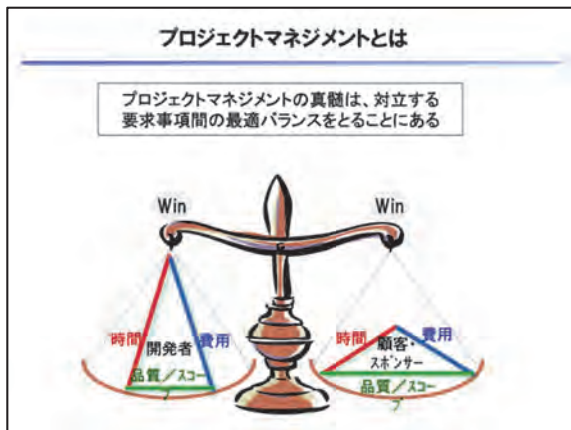 プロジェクトマネジメントとは
プロジェクトマネジメントの真髄は、対立する
要求事項間の最適バランスをとることにある
Win
Win
時間
開発者
費用
品質／スコー
プ
時間
顧客・
スポンサー
費用
品質／スコー
プ